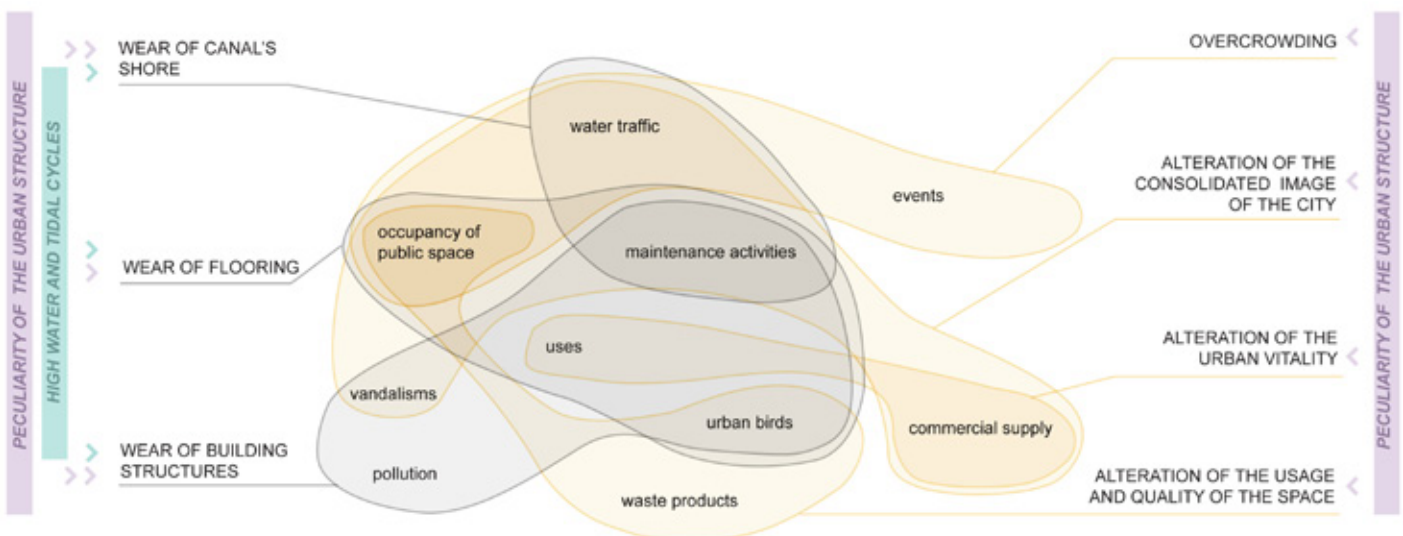 PECULIARITY OF THE URBAN STRUCTURE
HIGH WATER AND TIDAL CYCLES
WEAR OF CANAL'S
SHORE
WEAR OF FLOORING
WEAR OF BUILDING
STRUCTURES
water traffic
events
occupancy of
public space
maintenance activities
uses
vandalisms
urban birds
commercial supply
pollution
waste products
OVERCROWDING
ALTERATION OF THE
CONSOLIDATED IMAGE
OF THE CITY
ALTERATION OF THE
URBAN VITALITY
ALTERATION OF THE USAGE
AND QUALITY OF THE SPACE
PECULIARITY OF THE URBAN STRUCTURE